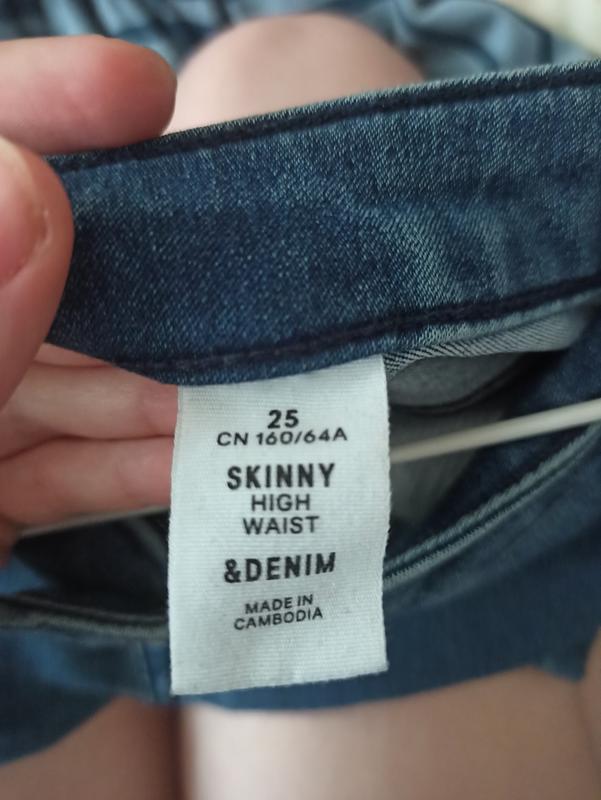 25
CN 160/64A
SKINNY
HIGH
WAIST
&DENIM
MADE IN
CAMBODIA